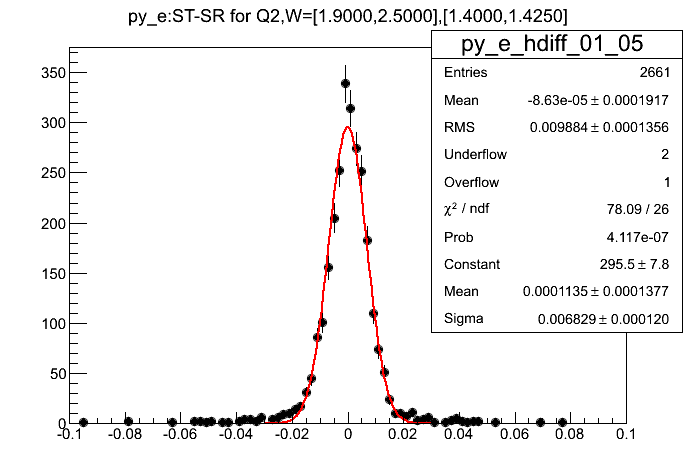 py_e:ST-SR for Q2,W=[1.9000,2.5000],[1.4000,1.4250]
py_e_hdiff_01_05
Entries 2661
Mean -8.63e-05 ± 0.0001917
RMS 0.009884 ± 0.0001356
Underflow 2
Overflow 1
χ² / ndf 78.09 / 26
Prob 4.117e-07
Constant 295.5 ± 7.8
Mean 0.0001135 ± 0.0001377
Sigma 0.006829 ± 0.000120
350
300
250
200
150
100
50
0
-0.1 -0.08 -0.06 -0.04 -0.02 0 0.02 0.04 0.06 0.08 0.1